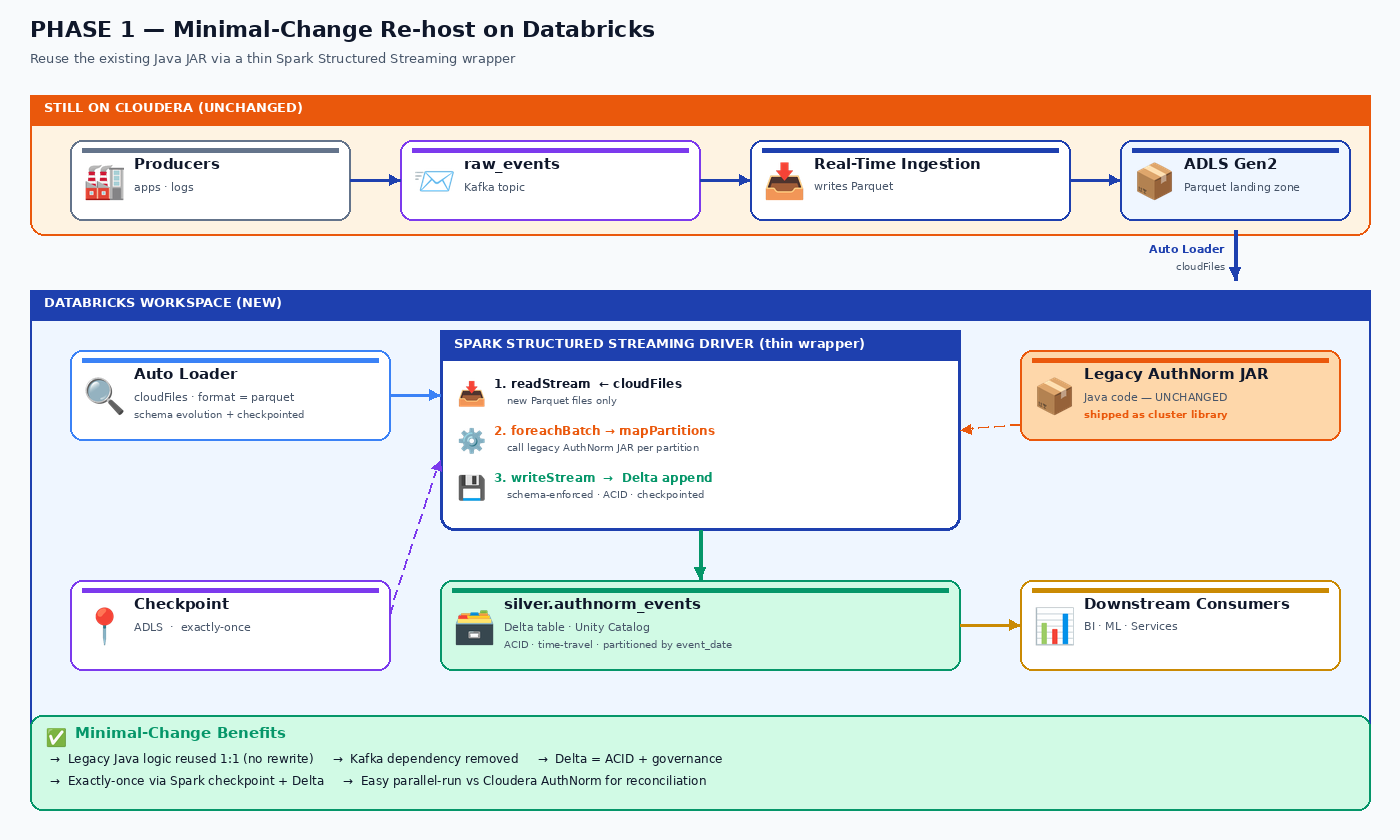 PHASE 1 — Minimal-Change Re-host on Databricks
Reuse the existing Java JAR via a thin Spark Structured Streaming wrapper
STILL ON CLOUDERA (UNCHANGED)
Producers
apps · logs
raw_events
Kafka topic
Real-Time Ingestion
writes Parquet
ADLS Gen2
Parquet landing zone
Auto Loader
cloudFiles
DATABRICKS WORKSPACE (NEW)
Auto Loader
cloudFiles · format = parquet
schema evolution + checkpointed
SPARK STRUCTURED STREAMING DRIVER (thin wrapper)
1. readStream ← cloudFiles
new Parquet files only
2. foreachBatch → mapPartitions
call legacy AuthNorm JAR per partition
3. writeStream → Delta append
schema-enforced · ACID · checkpointed
Legacy AuthNorm JAR
Java code — UNCHANGED
shipped as cluster library
Checkpoint
ADLS · exactly-once
silver.authnorm_events
Delta table · Unity Catalog
ACID · time-travel · partitioned by event_date
Downstream Consumers
BI · ML · Services
Minimal-Change Benefits
→ Legacy Java logic reused 1:1 (no rewrite) → Kafka dependency removed → Delta = ACID + governance
→ Exactly-once via Spark checkpoint + Delta → Easy parallel-run vs Cloudera AuthNorm for reconciliation